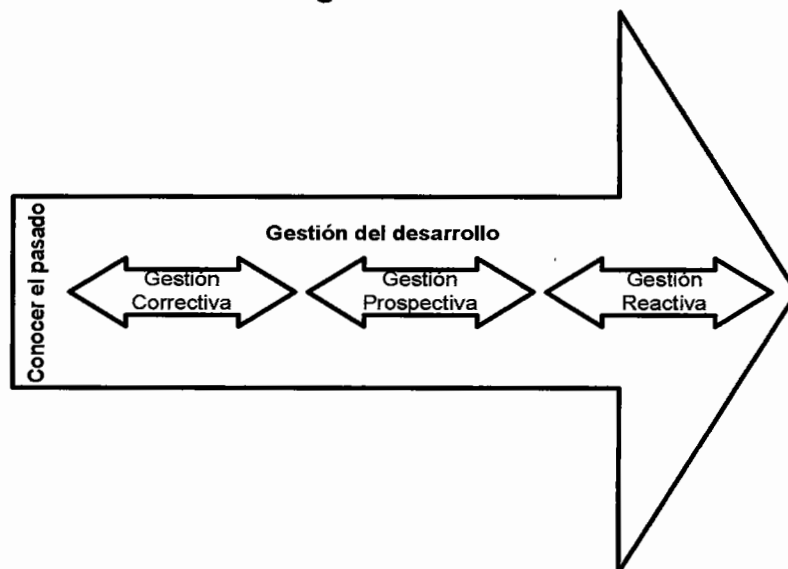 Conocer el pasado
Gestión del desarrollo
Gestión
Correctiva
Gestión
Prospectiva
Gestión
Reactiva